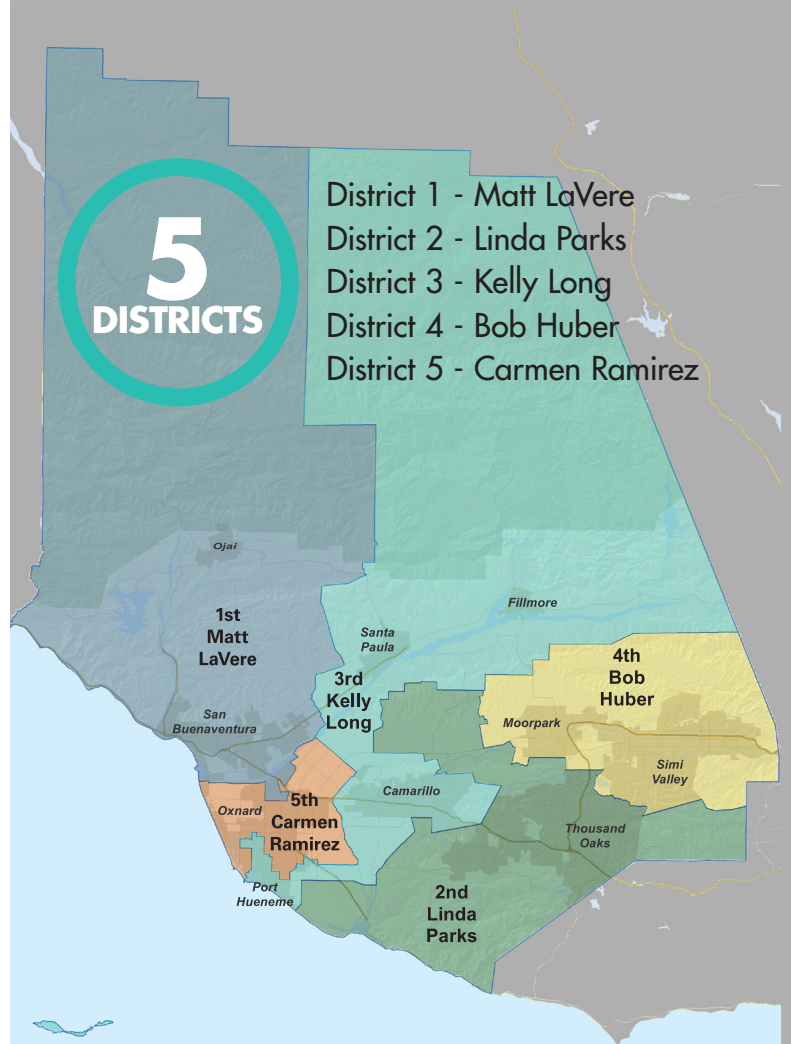 5
DISTRICTS
District 1 - Matt LaVere
District 2 - Linda Parks
District 3 - Kelly Long
District 4 - Bob Huber
District 5 - Carmen Ramirez
Ojai
1st
Matt
LaVere
Fillmore
Santa
Paula
3rd
Kelly
Long
4th
Bob
Huber
San
Buenaventura
Moorpark
Simi
Valley
Camarillo
Oxnard
5th
Carmen
Ramirez
Thousand
Oaks
Port
Hueneme
2nd
Linda
Parks